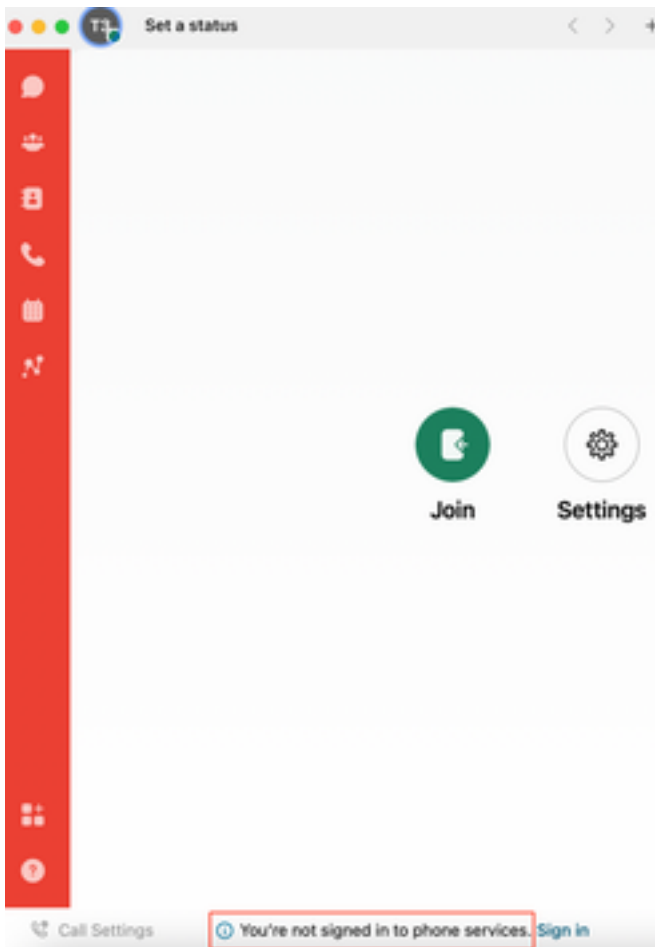 Set a status
Join
Settings
Call Settings
You're not signed in to phone services. Sign in